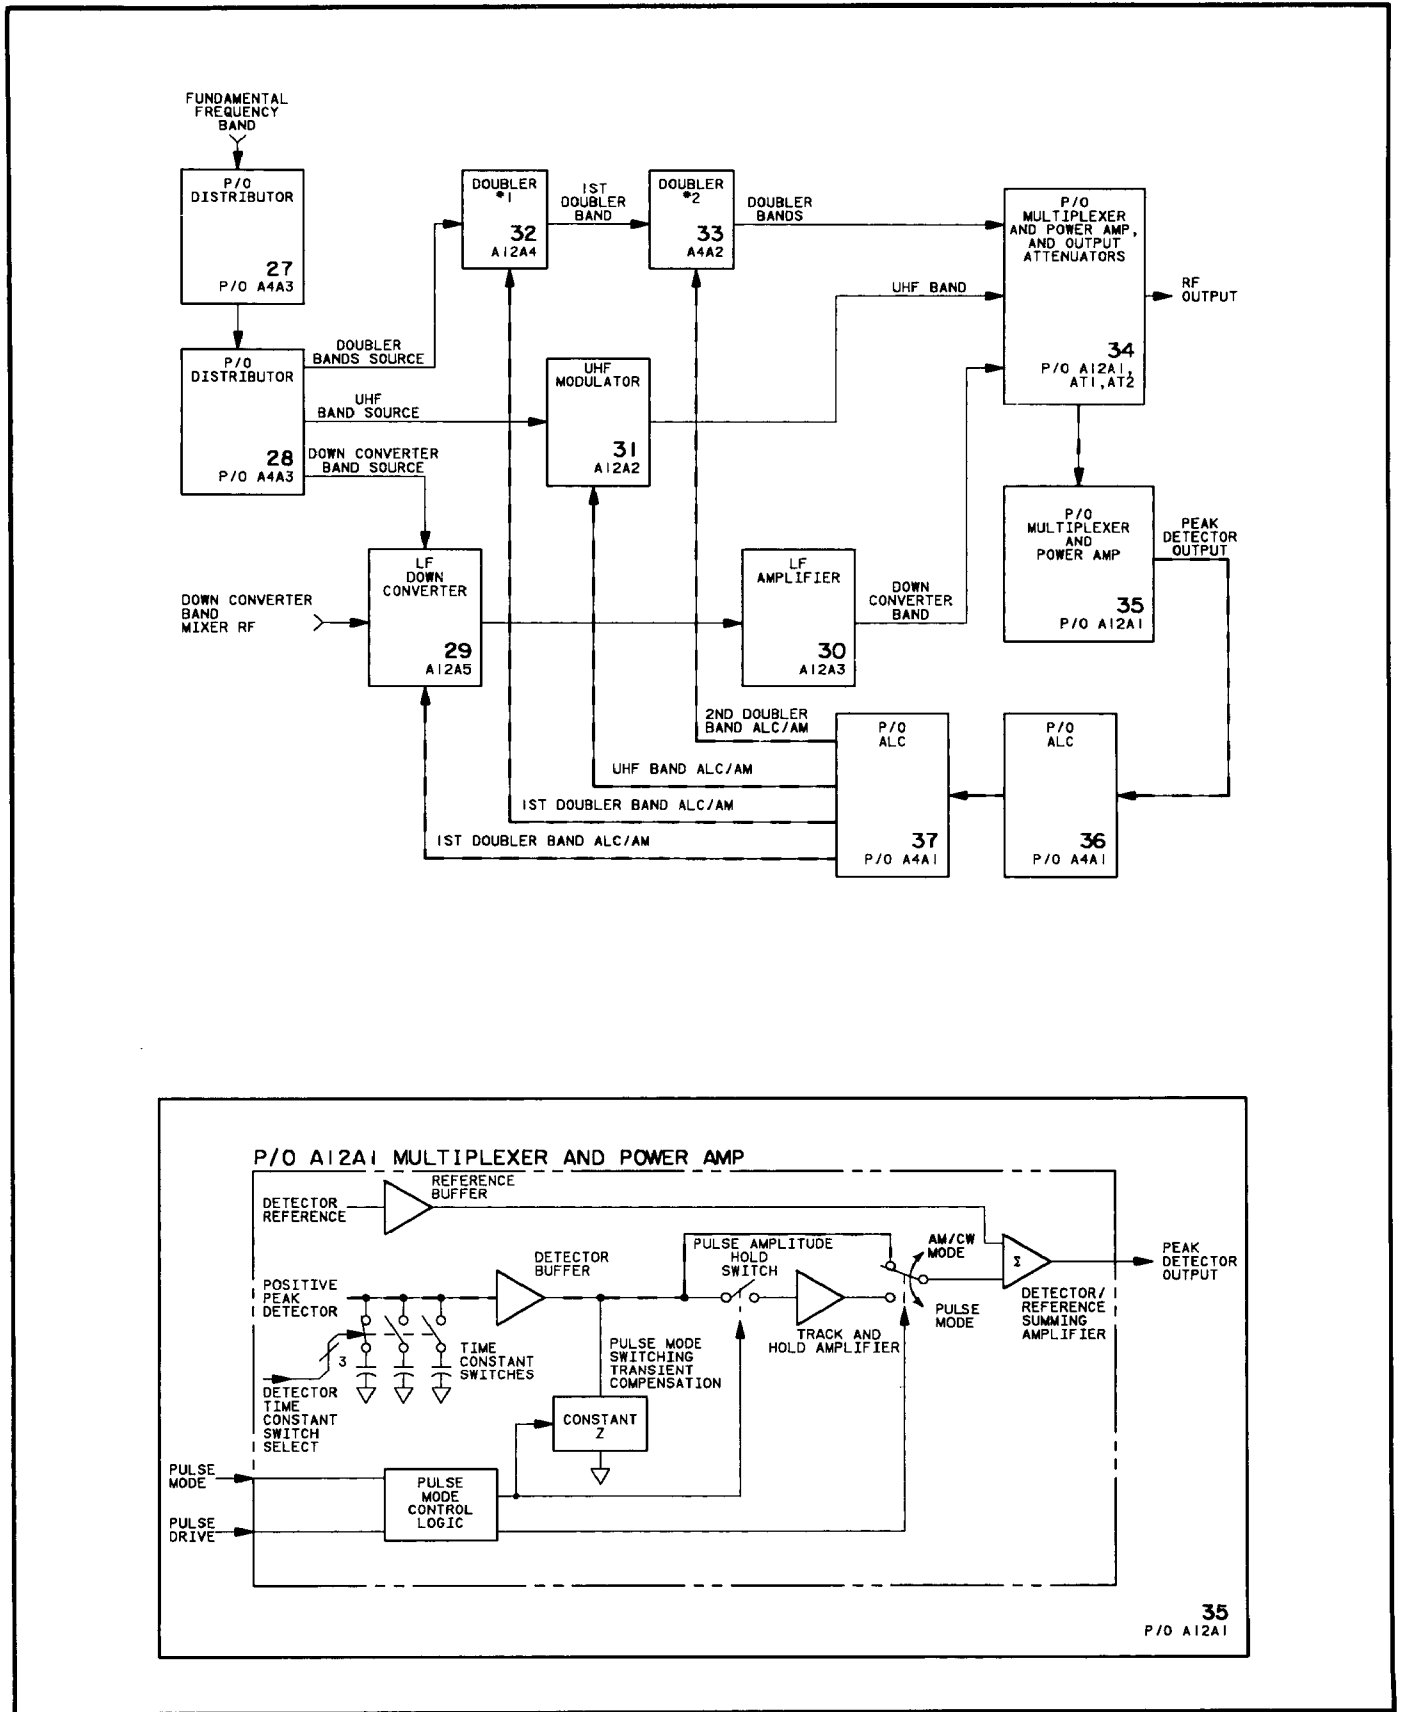 FUNDAMENTAL
FREQUENCY
BAND
P/O
DISTRIBUTOR
27
P/O A4A3
DOUBLER
#1
32
A12A4
1ST
DOUBLER
BAND
DOUBLER
#2
33
A4A2
DOUBLER
BANDS
P/O
MULTIPLEXER
AND POWER AMP,
AND OUTPUT
ATTENUATORS
34
P/O A12A1,
AT1,AT2
RF
OUTPUT
UHF BAND
P/O
DISTRIBUTOR
28
P/O A4A3
DOUBLER
BANDS SOURCE
UHF
BAND SOURCE
DOWN CONVERTER
BAND SOURCE
UHF
MODULATOR
31
A12A2
P/O
MULTIPLEXER
AND
POWER AMP
35
P/O A12A1
PEAK
DETECTOR
OUTPUT
DOWN CONVERTER
BAND
MIXER RF
LF
DOWN
CONVERTER
29
A12A5
LF
AMPLIFIER
30
A12A3
DOWN
CONVERTER
BAND
2ND DOUBLER
BAND ALC/AM
UHF BAND ALC/AM
1ST DOUBLER BAND ALC/AM
1ST DOUBLER BAND ALC/AM
P/O
ALC
37
P/O A4A1
P/O
ALC
36
P/O A4A1
P/O A12A1 MULTIPLEXER AND POWER AMP
DETECTOR
REFERENCE
REFERENCE
BUFFER
POSITIVE
PEAK
DETECTOR
DETECTOR
BUFFER
PULSE AMPLITUDE
HOLD
SWITCH
AM/CW
MODE
PULSE
MODE
Σ
PEAK
DETECTOR
OUTPUT
DETECTOR/
REFERENCE
SUMMING
AMPLIFIER
TRACK AND
HOLD AMPLIFIER
3
TIME
CONSTANT
SWITCHES
DETECTOR
TIME
CONSTANT
SWITCH
SELECT
PULSE MODE
SWITCHING
TRANSIENT
COMPENSATION
CONSTANT
Z
PULSE
MODE
PULSE
DRIVE
PULSE
MODE
CONTROL
LOGIC
35
P/O A12A1